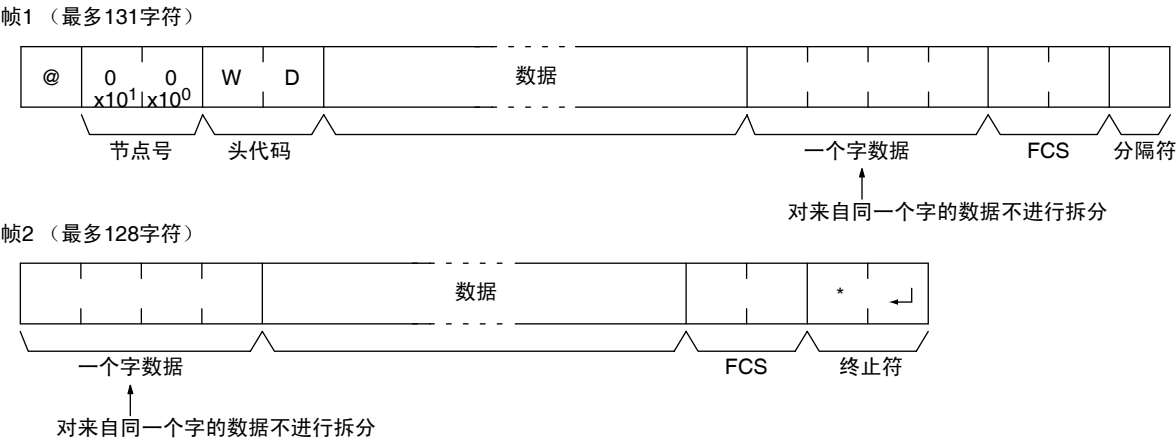 帧1 （最多131字符）
@ 0 0 W D 数据
x10¹ x10⁰
节点号 头代码 一个字数据 FCS 分隔符
对来自同一个字的数据不进行拆分
帧2 （最多128字符）
数据 * ↵
一个字数据 FCS 终止符
对来自同一个字的数据不进行拆分